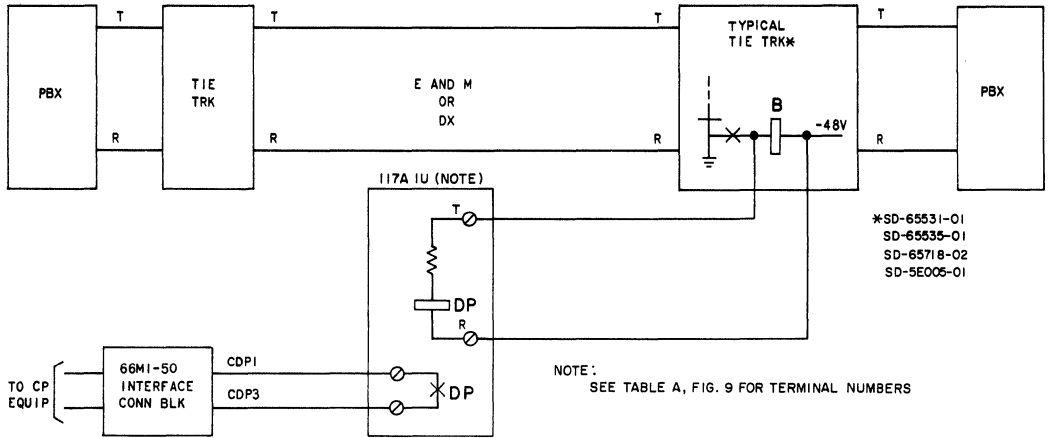 PBX
T
R
TIE
TRK
T
R
E AND M
OR
DX
T
R
TYPICAL
TIE TRK*
B
-48V
T
R
PBX
117A IU (NOTE)
T
DP
R
DP
*SD-65531-01
SD-65535-01
SD-65718-02
SD-5E005-01
TO CP
EQUIP
66M1-50
INTERFACE
CONN BLK
CDP1
CDP3
NOTE:
SEE TABLE A, FIG. 9 FOR TERMINAL NUMBERS